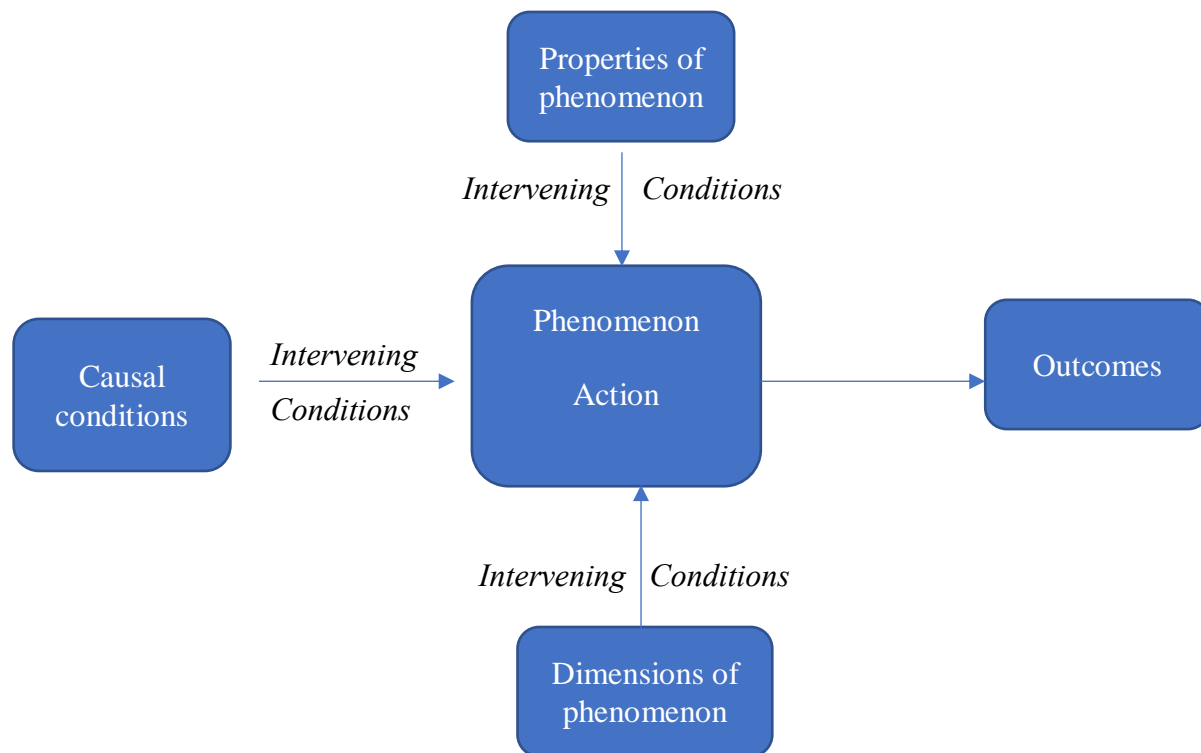 Properties of
phenomenon
Intervening Conditions
Phenomenon
Action
Causal
conditions
Intervening
Conditions
Outcomes
Intervening Conditions
Dimensions of
phenomenon